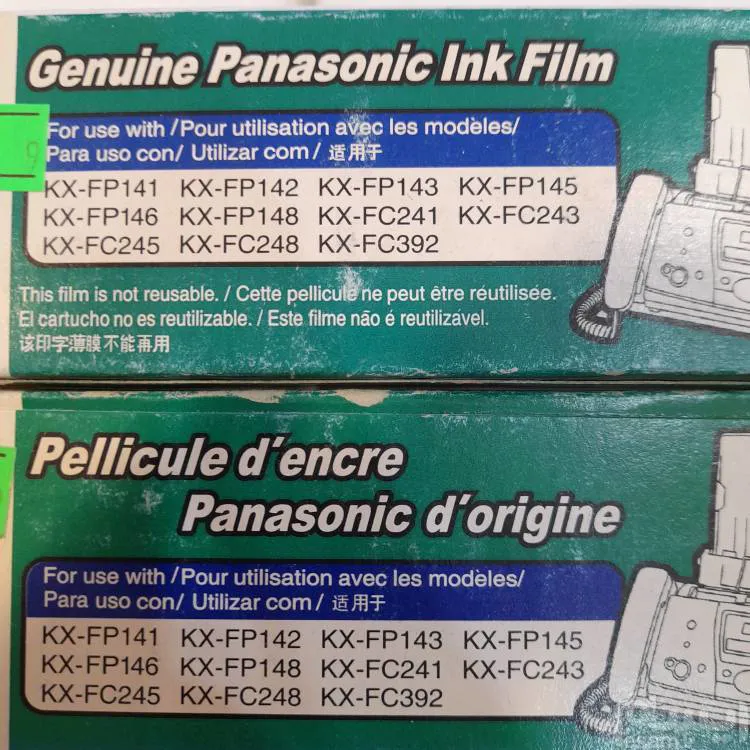 Genuine Panasonic Ink Film
For use with /Pour utilisation avec les modèles/
Para uso con/ Utilizar com/ 适用于
KX-FP141 KX-FP142 KX-FP143 KX-FP145
KX-FP146 KX-FP148 KX-FC241 KX-FC243
KX-FC245 KX-FC248 KX-FC392
This film is not reusable. / Cette pellicule ne peut être réutilisée.
El cartucho no es reutilizable. / Este filme não é reutilizável.
该印字薄膜不能再用
Pellicule d'encre
Panasonic d'origine
For use with /Pour utilisation avec les modèles/
Para uso con/ Utilizar com/ 适用于
KX-FP141 KX-FP142 KX-FP143 KX-FP145
KX-FP146 KX-FP148 KX-FC241 KX-FC243
KX-FC245 KX-FC248 KX-FC392